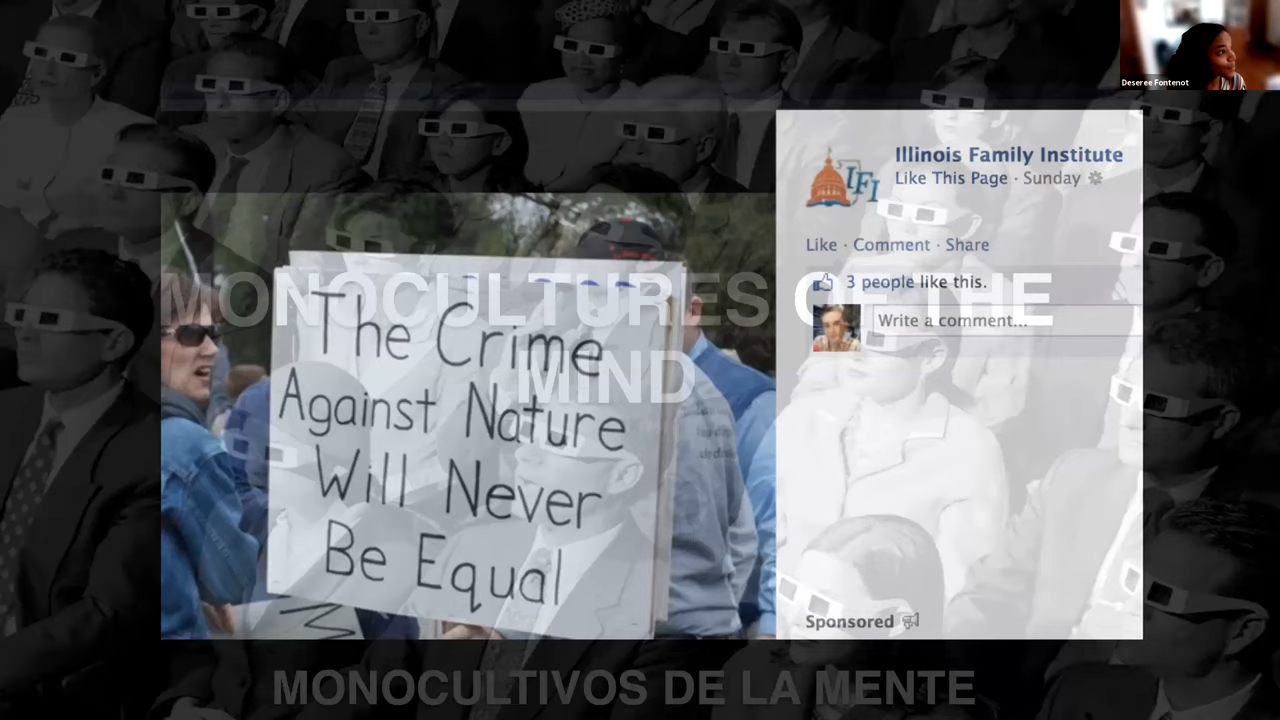 Deseree Fontenot
IFI
Illinois Family Institute
Like This Page · Sunday
Like · Comment · Share
3 people like this.
Write a comment...
Sponsored
MONOCULTURES OF THE
MIND
The Crime
Against Nature
Will Never
Be Equal
MONOCULTIVOS DE LA MENTE